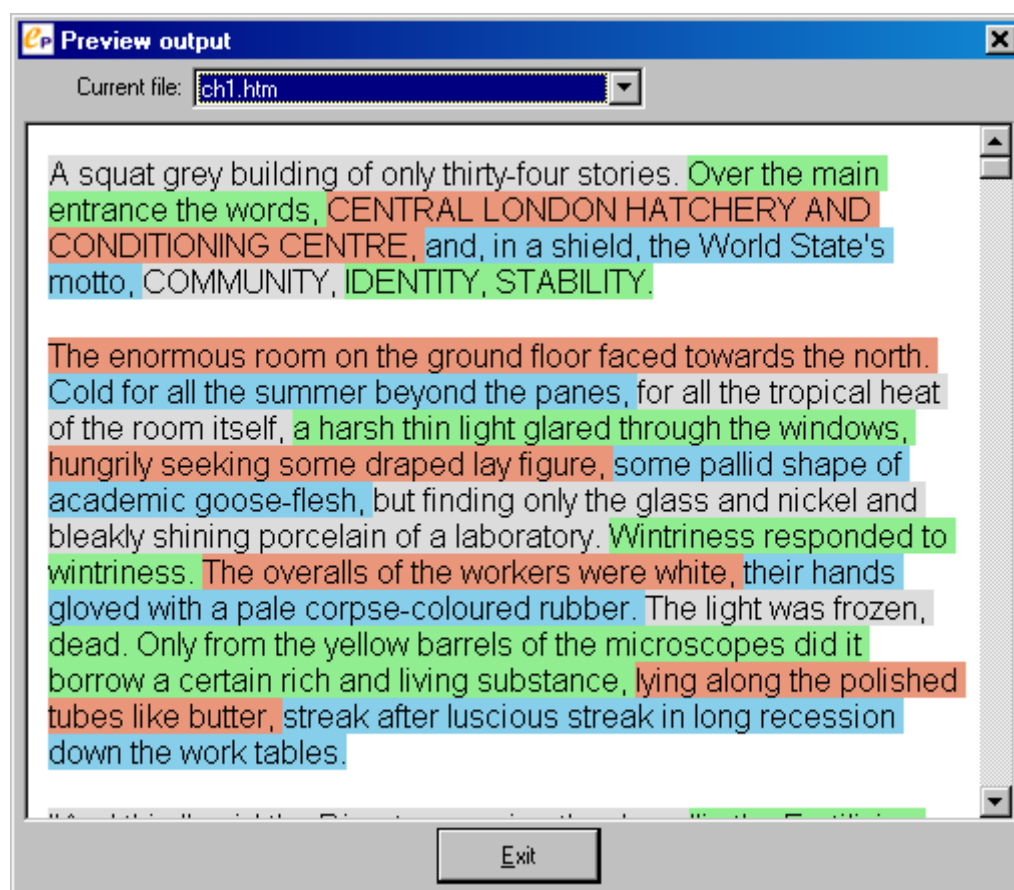 eP Preview output
Current file: ch1.htm
A squat grey building of only thirty-four stories. Over the main
entrance the words, CENTRAL LONDON HATCHERY AND
CONDITIONING CENTRE, and, in a shield, the World State's
motto, COMMUNITY, IDENTITY, STABILITY.
The enormous room on the ground floor faced towards the north.
Cold for all the summer beyond the panes, for all the tropical heat
of the room itself, a harsh thin light glared through the windows,
hungrily seeking some draped lay figure, some pallid shape of
academic goose-flesh, but finding only the glass and nickel and
bleakly shining porcelain of a laboratory. Wintriness responded to
wintriness. The overalls of the workers were white, their hands
gloved with a pale corpse-coloured rubber. The light was frozen,
dead. Only from the yellow barrels of the microscopes did it
borrow a certain rich and living substance, lying along the polished
tubes like butter, streak after luscious streak in long recession
down the work tables.
Exit